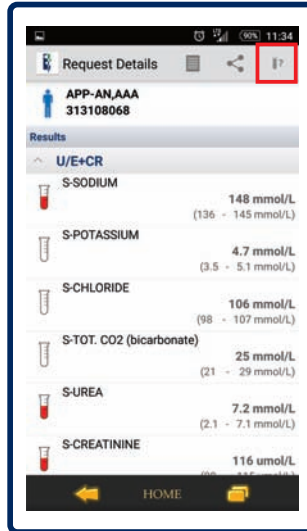 90% 11:34
Request Details
?
APP-AN,AAA
313108068
Results
U/E+CR
S-SODIUM
148 mmol/L
(136 - 145 mmol/L)
S-POTASSIUM
4.7 mmol/L
(3.5 - 5.1 mmol/L)
S-CHLORIDE
106 mmol/L
(98 - 107 mmol/L)
S-TOT. CO2 (bicarbonate)
25 mmol/L
(21 - 29 mmol/L)
S-UREA
7.2 mmol/L
(2.1 - 7.1 mmol/L)
S-CREATININE
116 umol/L
HOME